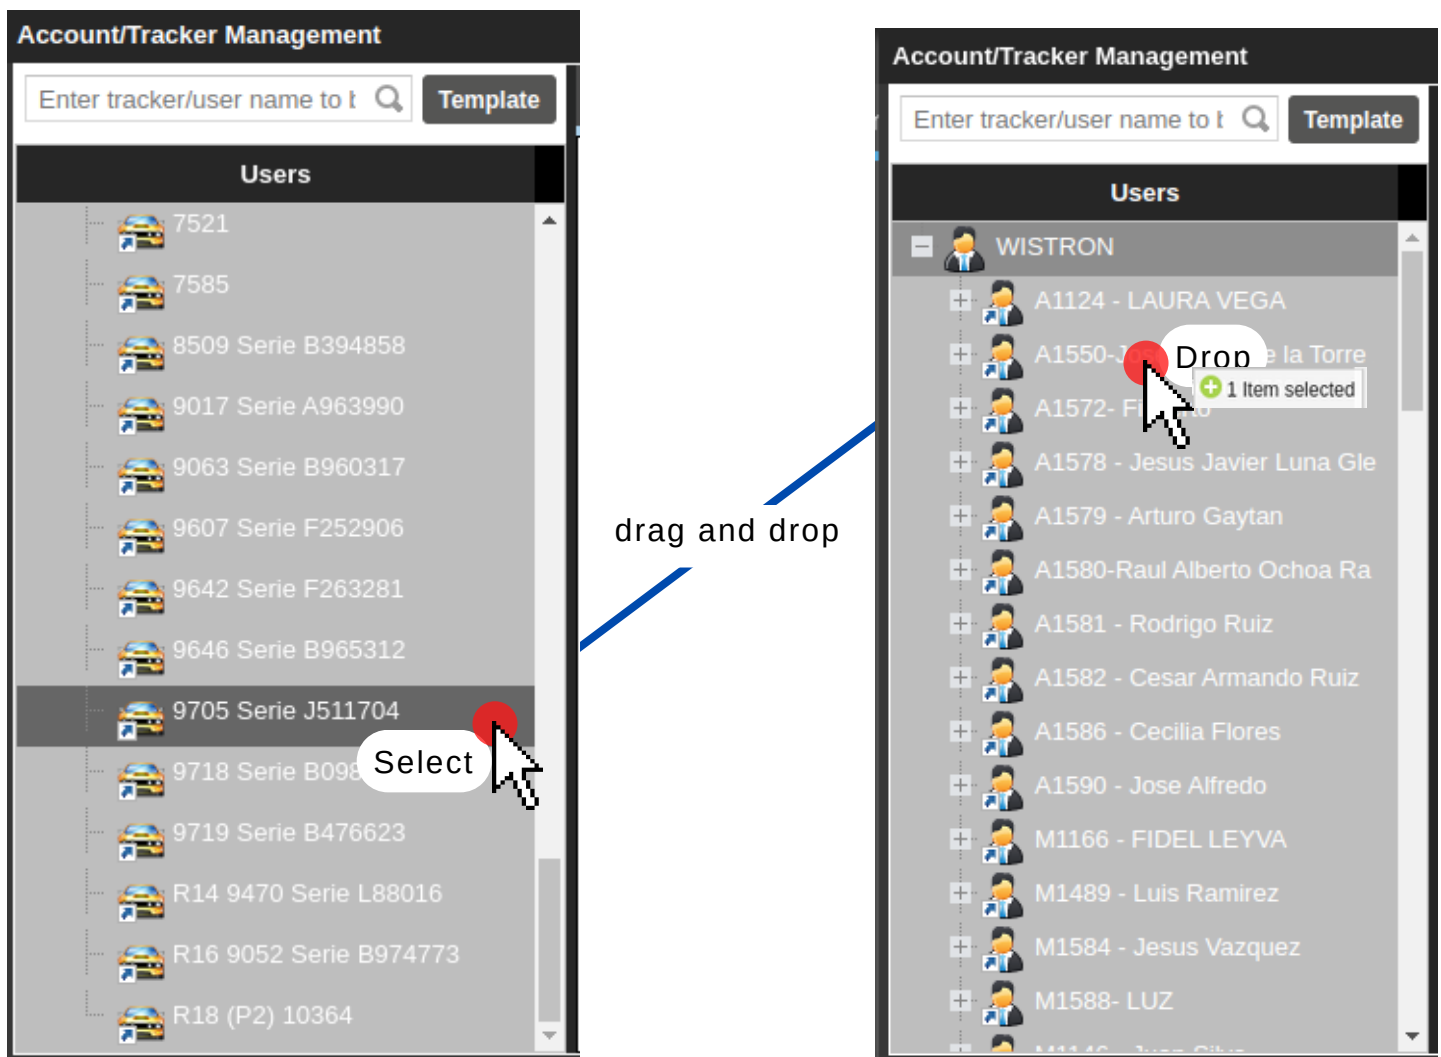 Account/Tracker Management
Enter tracker/user name to
Template
Users
7521
7585
8509 Serie B394858
9017 Serie A963990
9063 Serie B960317
9607 Serie F252906
9642 Serie F263281
9646 Serie B965312
9705 Serie J511704
Select
9718 Serie B098
9719 Serie B476623
R14 9470 Serie L88016
R16 9052 Serie B974773
R18 (P2) 10364
drag and drop
Account/Tracker Management
Enter tracker/user name to
Template
Users
WISTRON
A1124 - LAURA VEGA
A1550-J e la Torre
Drop
1 Item selected
A1572-
A1578 - Jesus Javier Luna Gle
A1579 - Arturo Gaytan
A1580-Raul Alberto Ochoa Ra
A1581 - Rodrigo Ruiz
A1582 - Cesar Armando Ruiz
A1586 - Cecilia Flores
A1590 - Jose Alfredo
M1166 - FIDEL LEYVA
M1489 - Luis Ramirez
M1584 - Jesus Vazquez
M1588- LUZ